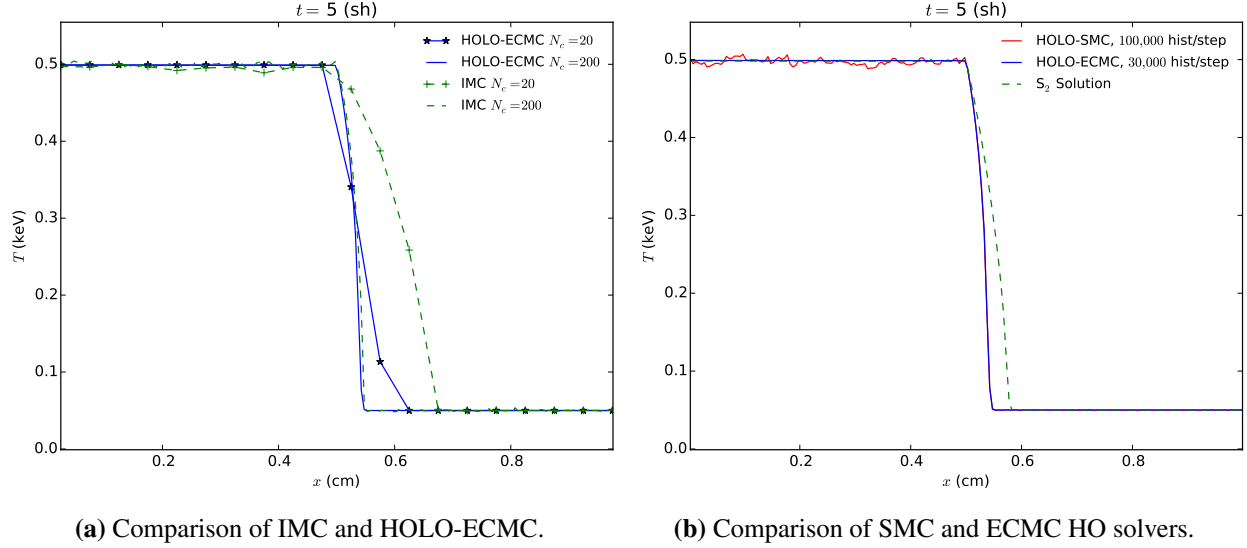 t = 5 (sh)
HOLO-ECMC N_c = 20
HOLO-ECMC N_c = 200
IMC N_c = 20
IMC N_c = 200
0.5
0.4
0.3
0.2
0.1
0.0
T (keV)
0.2 0.4 0.6 0.8
x (cm)
(a) Comparison of IMC and HOLO-ECMC.
t = 5 (sh)
HOLO-SMC, 100,000 hist/step
HOLO-ECMC, 30,000 hist/step
S₂ Solution
0.5
0.4
0.3
0.2
0.1
0.0
T (keV)
0.2 0.4 0.6 0.8
x (cm)
(b) Comparison of SMC and ECMC HO solvers.